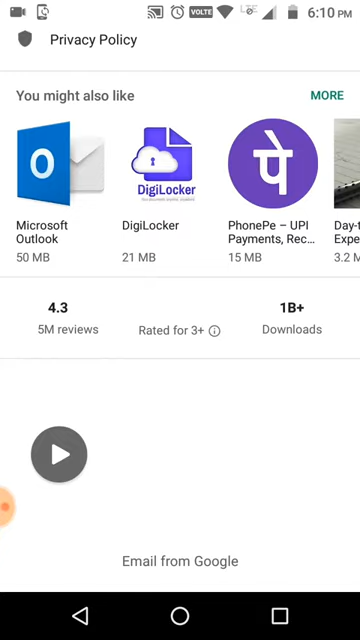 VOLTE LTE 6:10 PM
Privacy Policy
You might also like MORE
O DigiLocker पे
Microsoft Outlook
DigiLocker
PhonePe – UPI Payments, Rec...
Day-t
Expe
50 MB 21 MB 15 MB 3.2 M
4.3 1B+
5M reviews Rated for 3+ Downloads
Email from Google